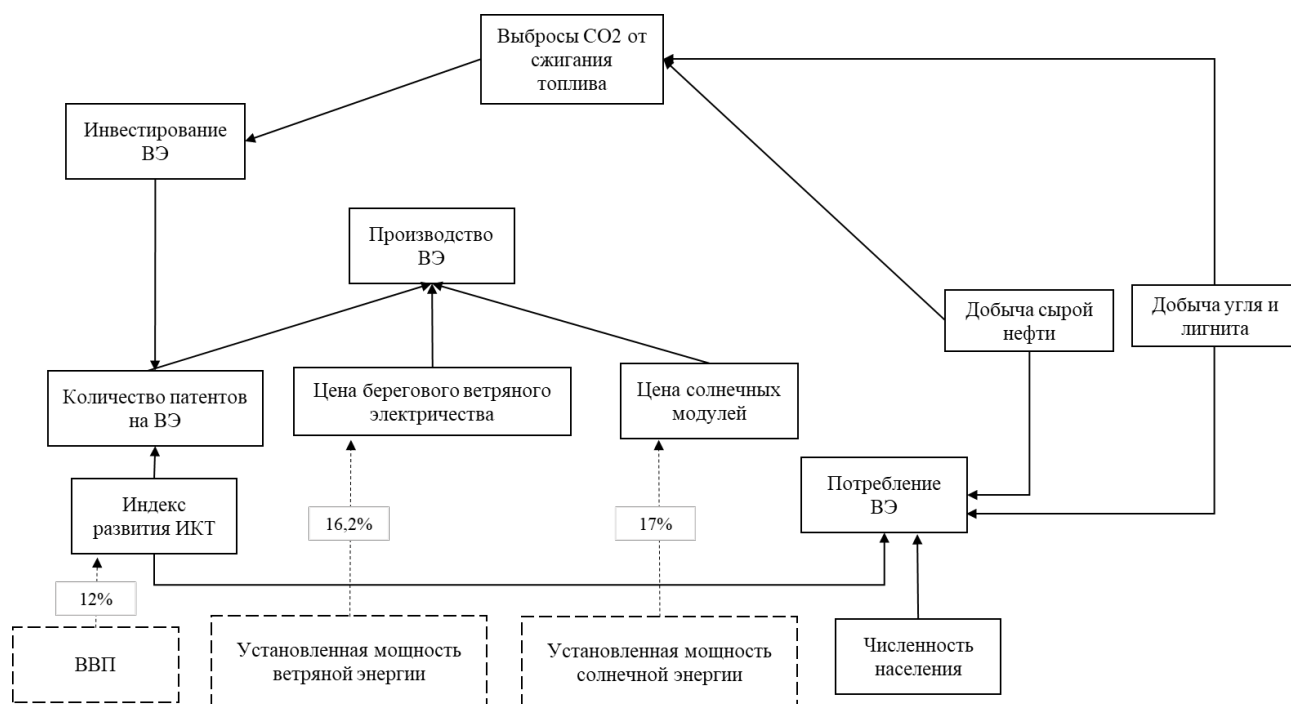 Выбросы СО2 от
сжигания
топлива
Инвестирование
ВЭ
Производство
ВЭ
Добыча сырой
нефти
Добыча угля и
лигнита
Количество патентов
на ВЭ
Цена берегового ветряного
электричества
Цена солнечных
модулей
Потребление
ВЭ
Индекс
развития ИКТ
16,2%
17%
12%
ВВП
Установленная мощность
ветряной энергии
Установленная мощность
солнечной энергии
Численность
населения